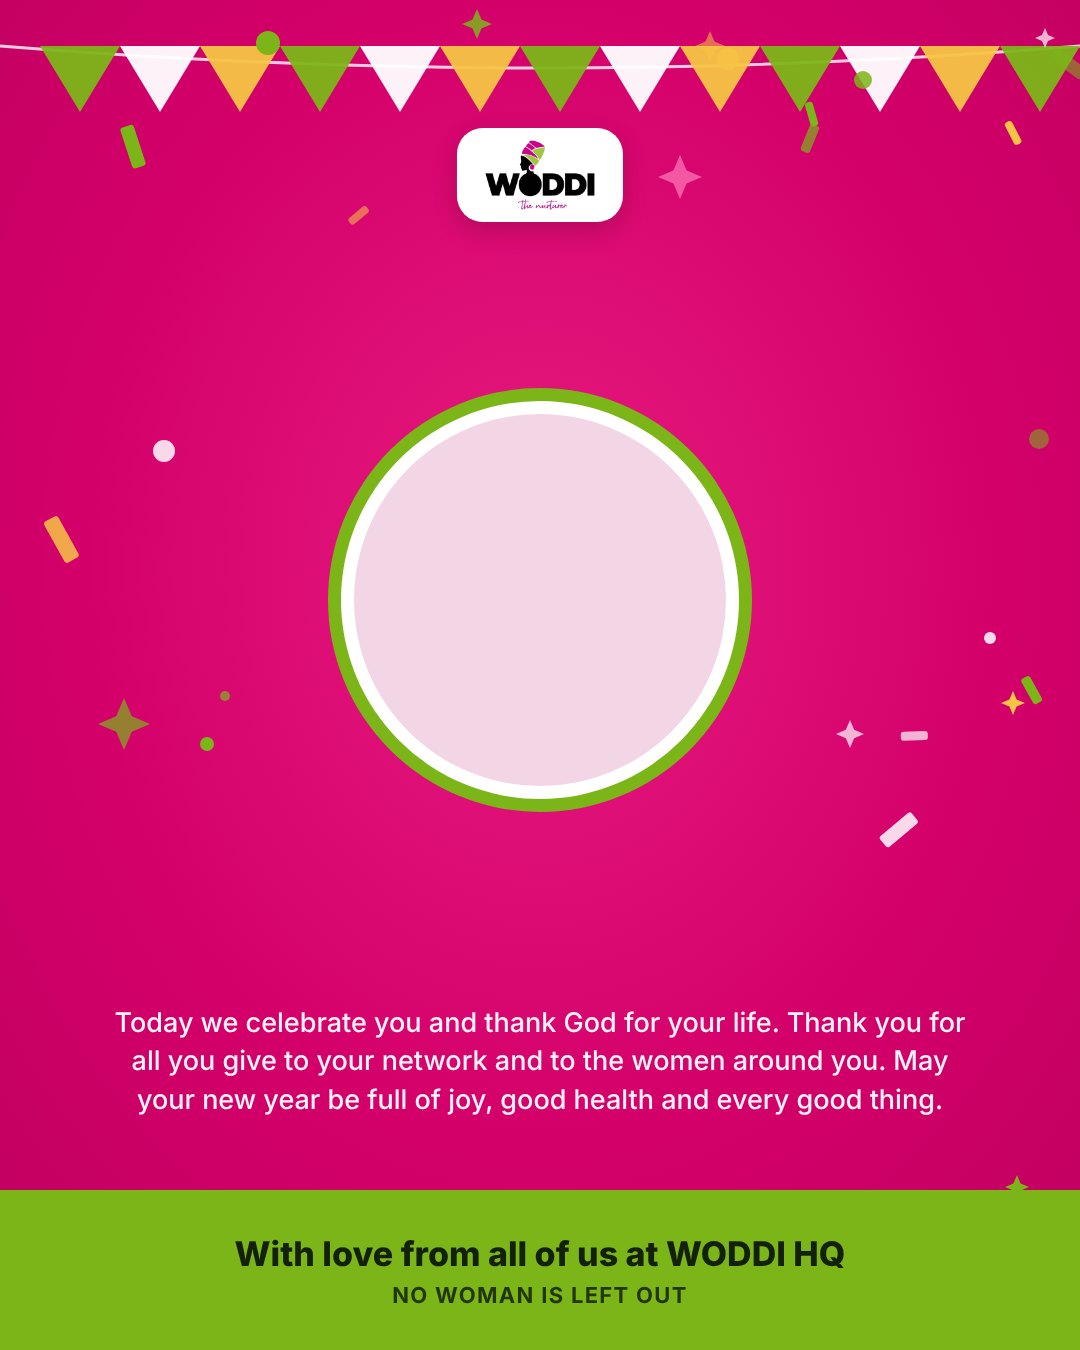 WODDI
the nurturer
Today we celebrate you and thank God for your life. Thank you for
all you give to your network and to the women around you. May
your new year be full of joy, good health and every good thing.
With love from all of us at WODDI HQ
NO WOMAN IS LEFT OUT